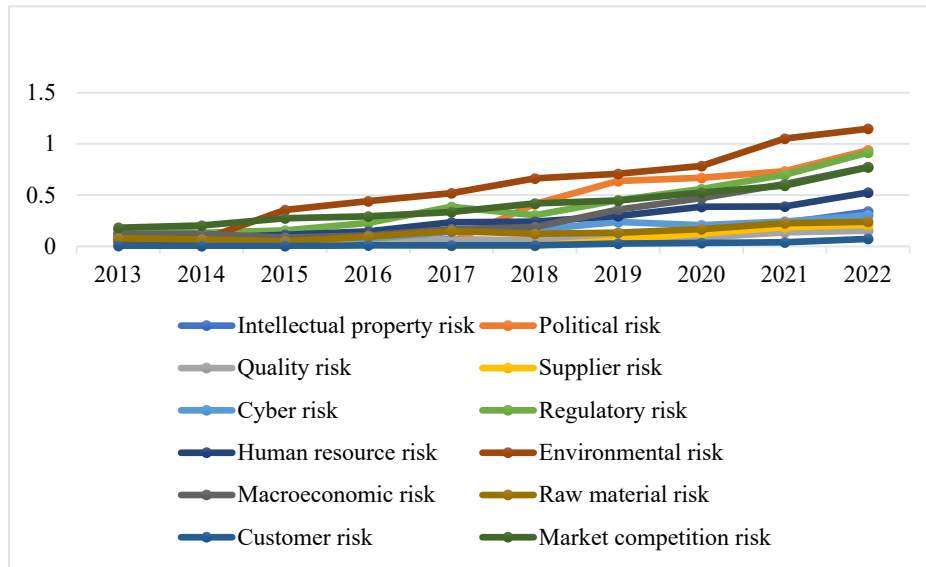 1.5
1
0.5
0
2013 2014 2015 2016 2017 2018 2019 2020 2021 2022
Intellectual property risk Political risk
Quality risk Supplier risk
Cyber risk Regulatory risk
Human resource risk Environmental risk
Macroeconomic risk Raw material risk
Customer risk Market competition risk